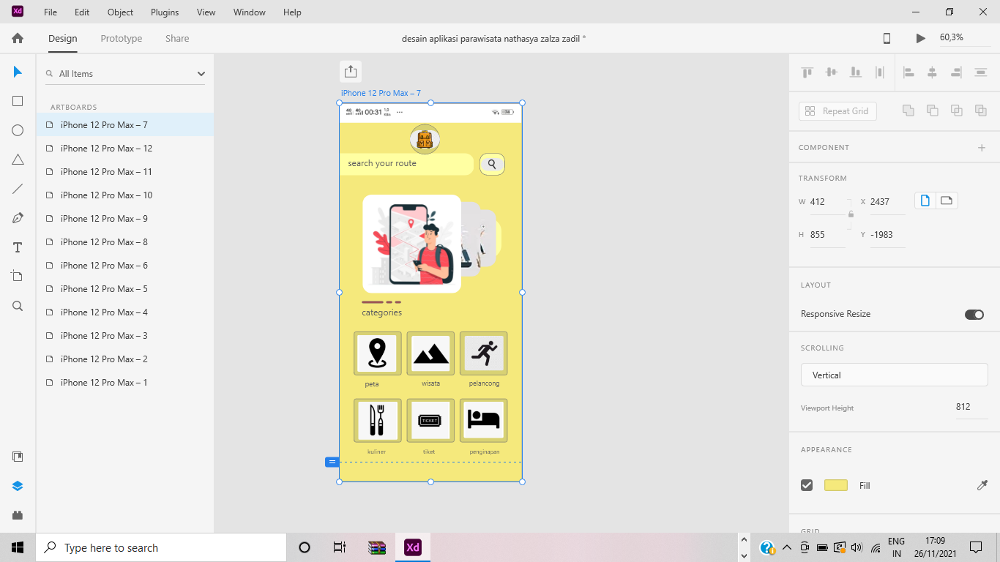 Xd File Edit Object Plugins View Window Help
Design Prototype Share
desain aplikasi parawisata nathasya zalza zadil *
60,3%
All Items
ARTBOARDS
iPhone 12 Pro Max – 7
iPhone 12 Pro Max – 12
iPhone 12 Pro Max – 11
iPhone 12 Pro Max – 10
iPhone 12 Pro Max – 9
iPhone 12 Pro Max – 8
iPhone 12 Pro Max – 6
iPhone 12 Pro Max – 5
iPhone 12 Pro Max – 4
iPhone 12 Pro Max – 3
iPhone 12 Pro Max – 2
iPhone 12 Pro Max – 1
iPhone 12 Pro Max – 7
4G 4G 00:31 ... 74
search your route
categories
peta wisata pelancong
TICKET
kuliner tiket penginapan
Repeat Grid
COMPONENT
TRANSFORM
W 412 X 2437
H 855 Y -1983
LAYOUT
Responsive Resize
SCROLLING
Vertical
Viewport Height 812
APPEARANCE
Fill
GRID
Type here to search
Xd
ENG
IN
17:09
26/11/2021